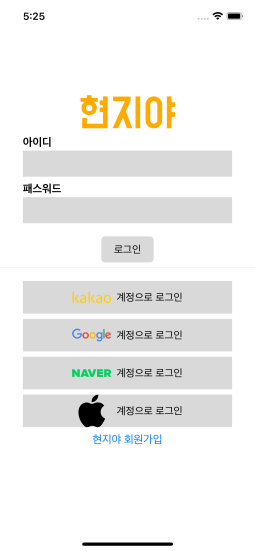 5:25
현지야
아이디
패스워드
로그인
kakao 계정으로 로그인
Google 계정으로 로그인
NAVER 계정으로 로그인
계정으로 로그인
현지야 회원가입